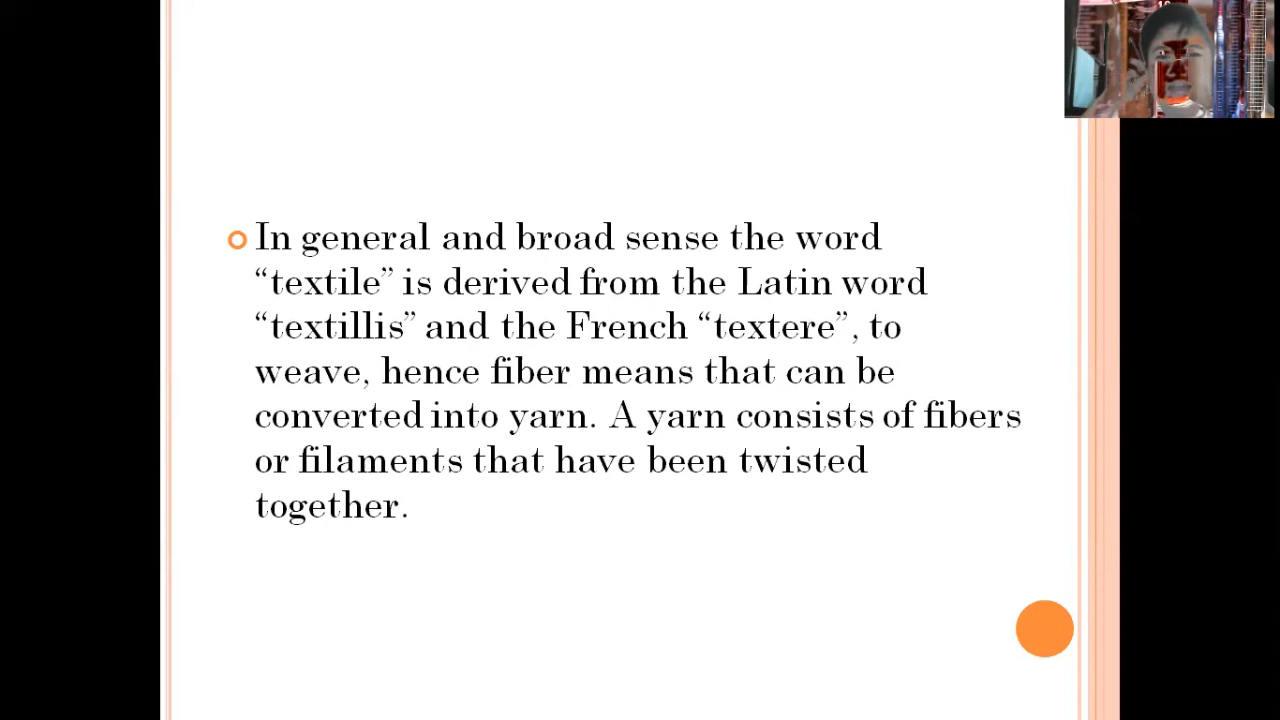 In general and broad sense the word
“textile” is derived from the Latin word
“textillis” and the French “textere”, to
weave, hence fiber means that can be
converted into yarn. A yarn consists of fibers
or filaments that have been twisted
together.